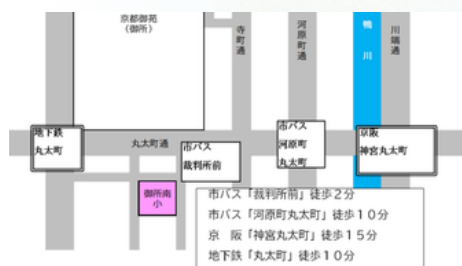 京都御苑
(御所)
寺町通
河原町通
鴨川
川端通
地下鉄
丸太町
丸太町通
市バス
裁判所前
市バス
河原町
丸太町
京阪
神宮丸太町
御所南
小
市バス「裁判所前」徒歩2分
市バス「河原町丸太町」徒歩10分
京 阪「神宮丸太町」徒歩15分
地下鉄「丸太町」徒歩10分